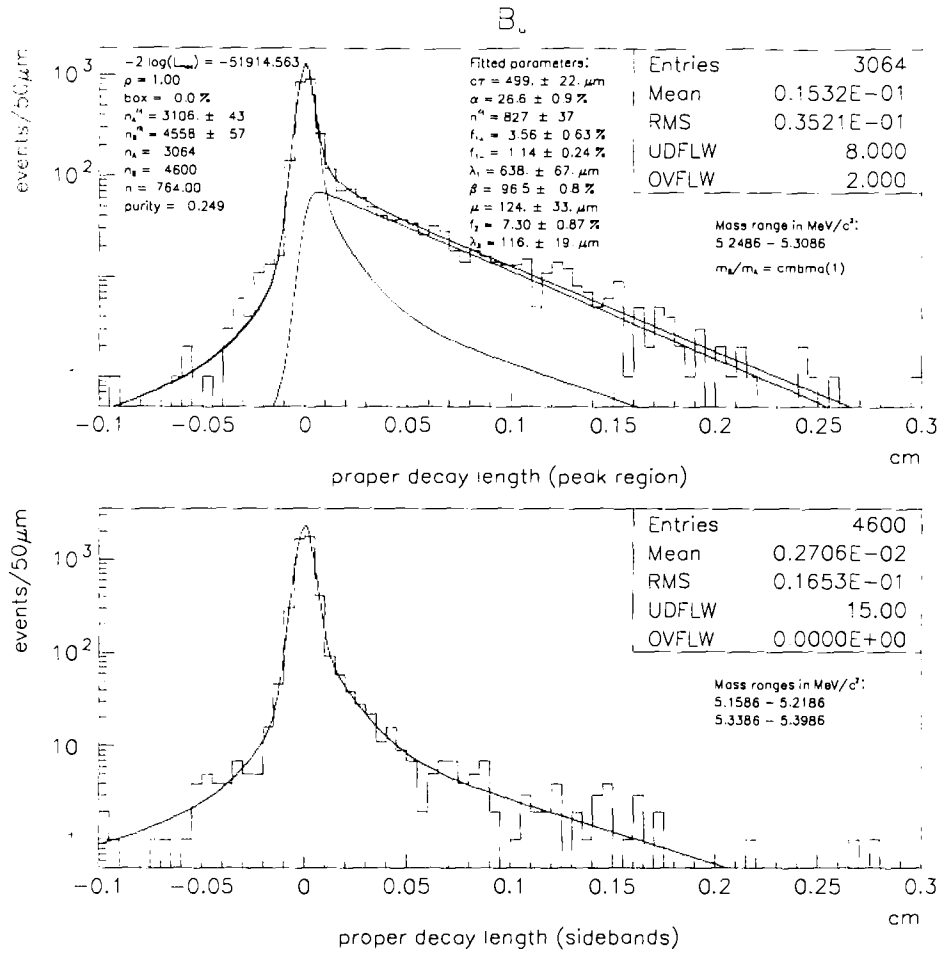 B
events/50μm
-2 log(L    ) = -51914.563
ρ = 1.00
box = 0.0 %
3106. ± 43
4558 ± 57
n_A = 3064
n_B = 4600
n = 764.00
purity = 0.249
Fitted parameters:
cτ = 499. ± 22. μm
α = 26.6 ± 0.9 %
827 ± 37
= 3.56 ± 0.63 %
= 1.14 ± 0.24 %
λ₁ = 638. ± 67. μm
β = 96.5 ± 0.8 %
μ = 124. ± 33. μm
f₂ = 7.30 ± 0.87 %
= 116. ± 19. μm
Entries 3064
Mean 0.1532E-01
RMS 0.3521E-01
UDFLW 8.000
OVFLW 2.000
Mass range in MeV/c²:
5.2486 - 5.3086
m_B/m_A = cmbma(1)
10³
10²
10
1
-0.1 -0.05 0 0.05 0.1 0.15 0.2 0.25 0.3
cm
proper decay length (peak region)
events/50μm
Entries 4600
Mean 0.2706E-02
RMS 0.1653E-01
UDFLW 15.00
OVFLW 0.0000E+00
Mass ranges in MeV/c²:
5.1586 - 5.2186
5.3386 - 5.3986
10³
10²
10
1
-0.1 -0.05 0 0.05 0.1 0.15 0.2 0.25 0.3
cm
proper decay length (sidebands)